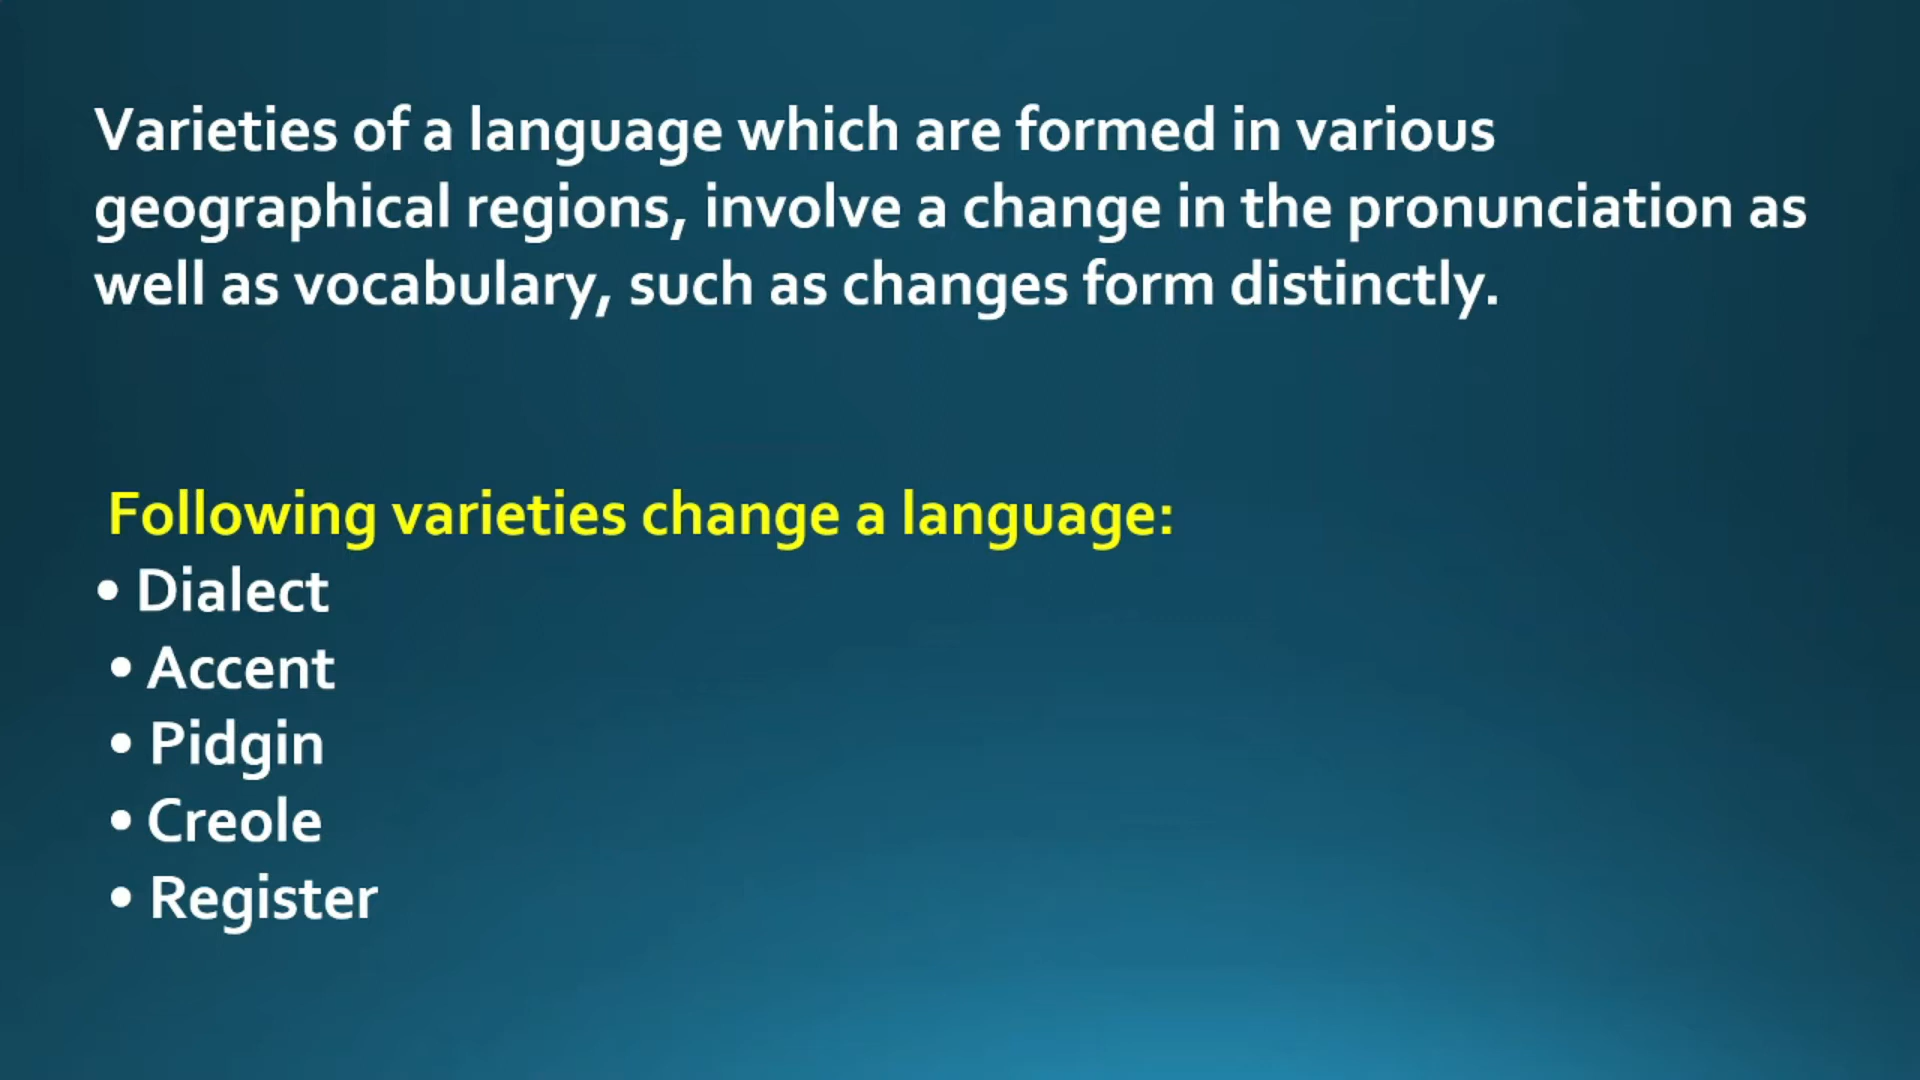 Varieties of a language which are formed in various
geographical regions, involve a change in the pronunciation as
well as vocabulary, such as changes form distinctly.
Following varieties change a language:
• Dialect
• Accent
• Pidgin
• Creole
• Register